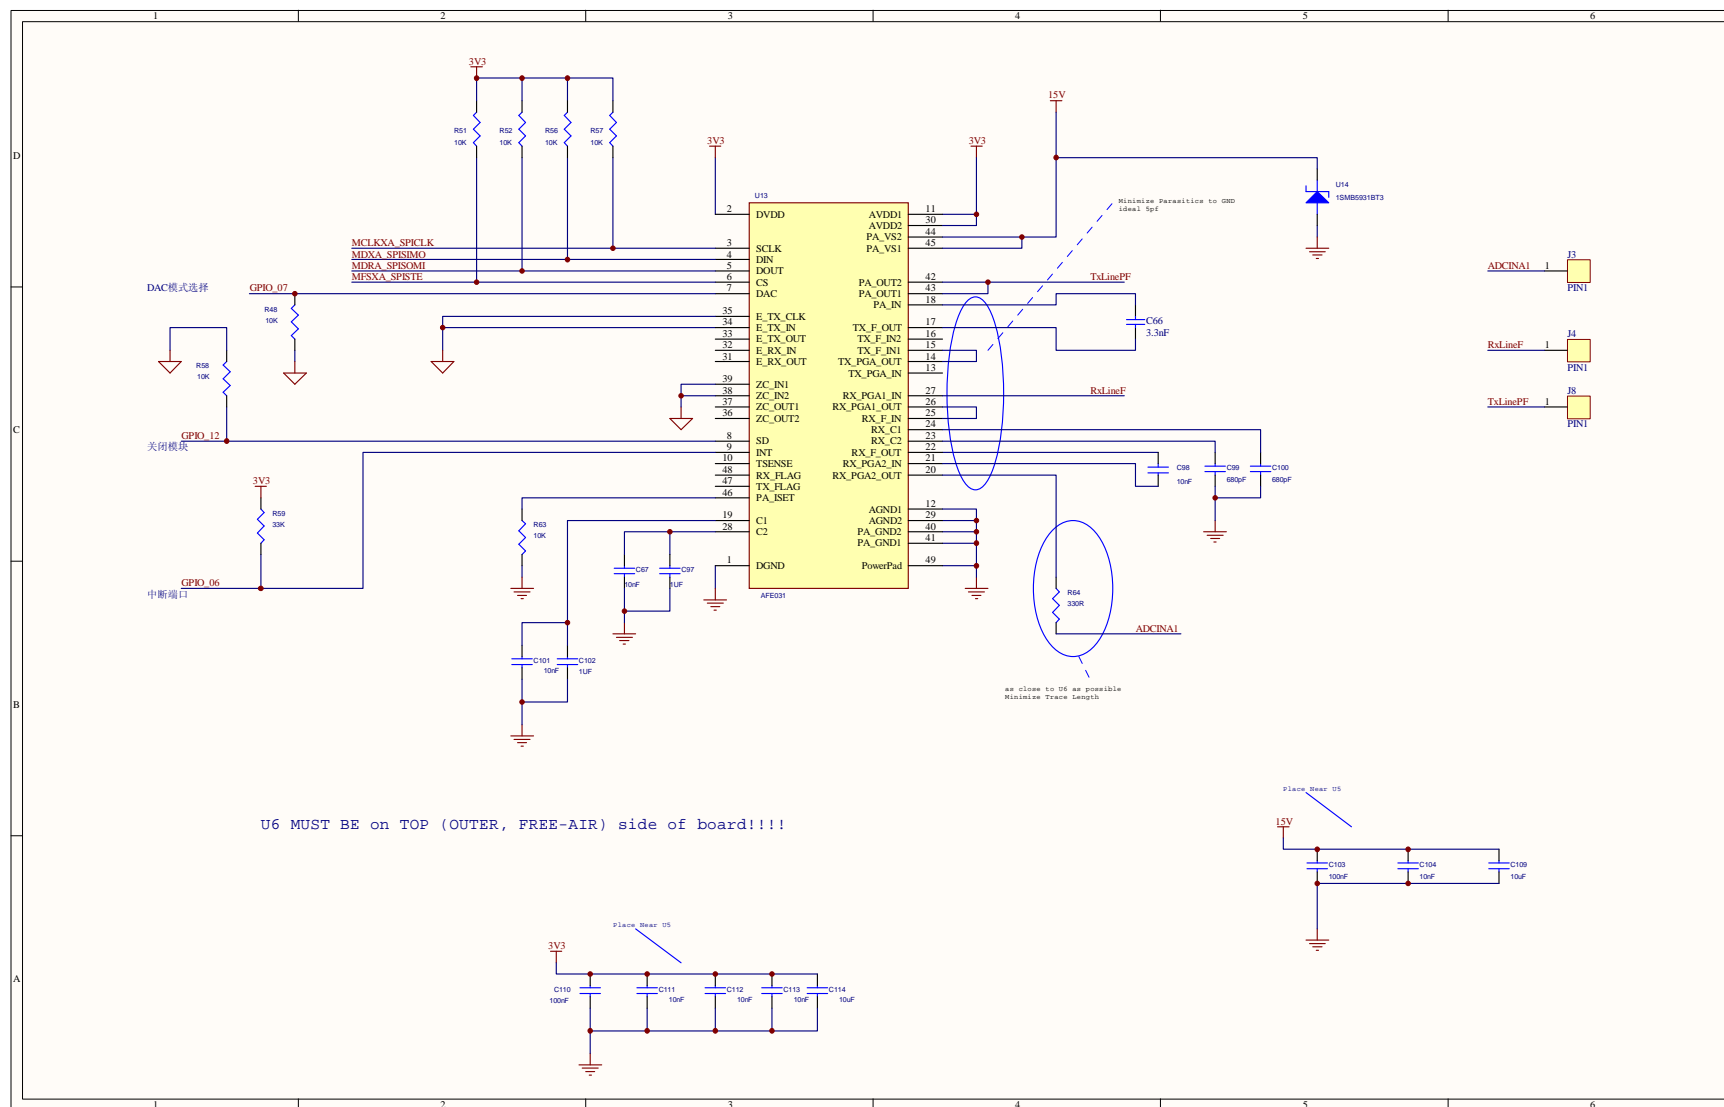 1 2 3 4 5 6
D
C
B
A
3V3
R51
10K
R52
10K
R56
10K
R57
10K
3V3
15V
3V3
U14
1SMB5931BT3
Minimize Parasitics to GND
ideal 5pf
U13
2 DVDD
3 SCLK
4 DIN
5 DOUT
6 CS
7 DAC
35 E_TX_CLK
34 E_TX_IN
33 E_TX_OUT
32 E_RX_IN
31 E_RX_OUT
39 ZC_IN1
38 ZC_IN2
37 ZC_OUT1
36 ZC_OUT2
8 SD
9 INT
10 TSENSE
48 RX_FLAG
47 TX_FLAG
46 PA_ISET
19 C1
28 C2
1 DGND
AVDD1 11
AVDD2 30
PA_VS2 44
PA_VS1 45
PA_OUT2 42
PA_OUT1 43
PA_IN 18
TX_F_OUT 17
TX_F_IN2 16
TX_F_IN1 15
TX_PGA_OUT 14
TX_PGA_IN 13
RX_PGA1_IN 27
RX_PGA1_OUT 26
RX_F_IN 25
RX_C1 24
RX_C2 23
RX_F_OUT 22
RX_PGA2_IN 21
RX_PGA2_OUT 20
AGND1 12
AGND2 29
PA_GND2 40
PA_GND1 41
PowerPad 49
AFE031
MCLKXA_SPICLK
MDXA_SPISIMO
MDRA_SPISOMI
MFSXA_SPISTE
DAC模式选择
GPIO_07
R48
10K
R58
10K
GPIO_12
关闭模块
3V3
R59
33K
GPIO_06
中断端口
R63
10K
C67
10nF
C97
1UF
C101
10nF
C102
1UF
TxLinePF
C66
3.3nF
RxLineF
C98
10nF
C99
680pF
C100
680pF
R64
330R
ADCINA1
as close to U6 as possible
Minimize Trace Length
J3
ADCINA1 1
PIN1
J4
RxLineF 1
PIN1
J8
TxLinePF 1
PIN1
U6 MUST BE on TOP (OUTER, FREE-AIR) side of board!!!!
Place Near U5
15V
C103
100nF
C104
10nF
C109
10uF
Place Near U5
3V3
C110
100nF
C111
10nF
C112
10nF
C113
10nF
C114
10uF
1 2 3 4 5 6